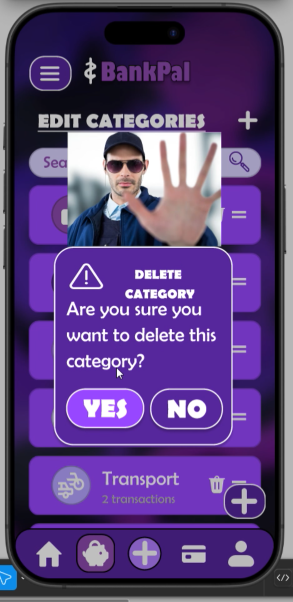 BankPal
EDIT CATEGORIES
Sea
DELETE
CATEGORY
Are you sure you
want to delete this
category?
YES
NO
Transport
2 transactions